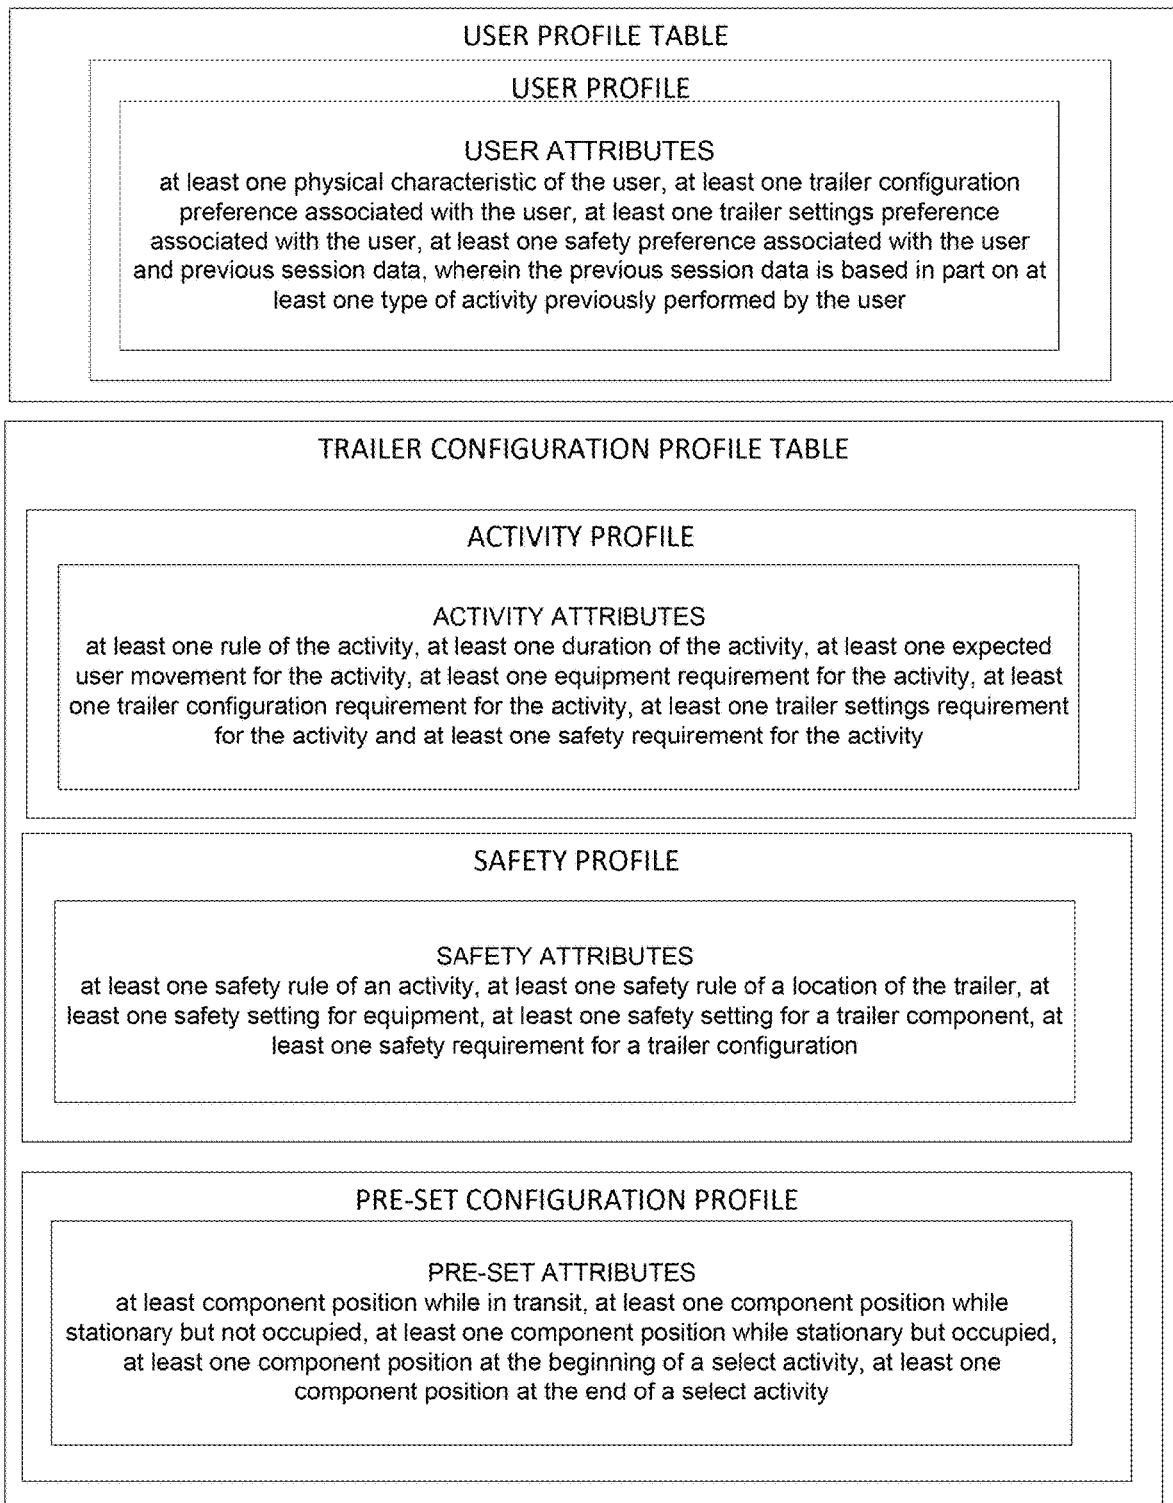 USER PROFILE TABLE
USER PROFILE
USER ATTRIBUTES
at least one physical characteristic of the user, at least one trailer configuration
preference associated with the user, at least one trailer settings preference
associated with the user, at least one safety preference associated with the user
and previous session data, wherein the previous session data is based in part on at
least one type of activity previously performed by the user
TRAILER CONFIGURATION PROFILE TABLE
ACTIVITY PROFILE
ACTIVITY ATTRIBUTES
at least one rule of the activity, at least one duration of the activity, at least one expected
user movement for the activity, at least one equipment requirement for the activity, at least
one trailer configuration requirement for the activity, at least one trailer settings requirement
for the activity and at least one safety requirement for the activity
SAFETY PROFILE
SAFETY ATTRIBUTES
at least one safety rule of an activity, at least one safety rule of a location of the trailer, at
least one safety setting for equipment, at least one safety setting for a trailer component, at
least one safety requirement for a trailer configuration
PRE-SET CONFIGURATION PROFILE
PRE-SET ATTRIBUTES
at least component position while in transit, at least one component position while
stationary but not occupied, at least one component position while stationary but occupied,
at least one component position at the beginning of a select activity, at least one
component position at the end of a select activity